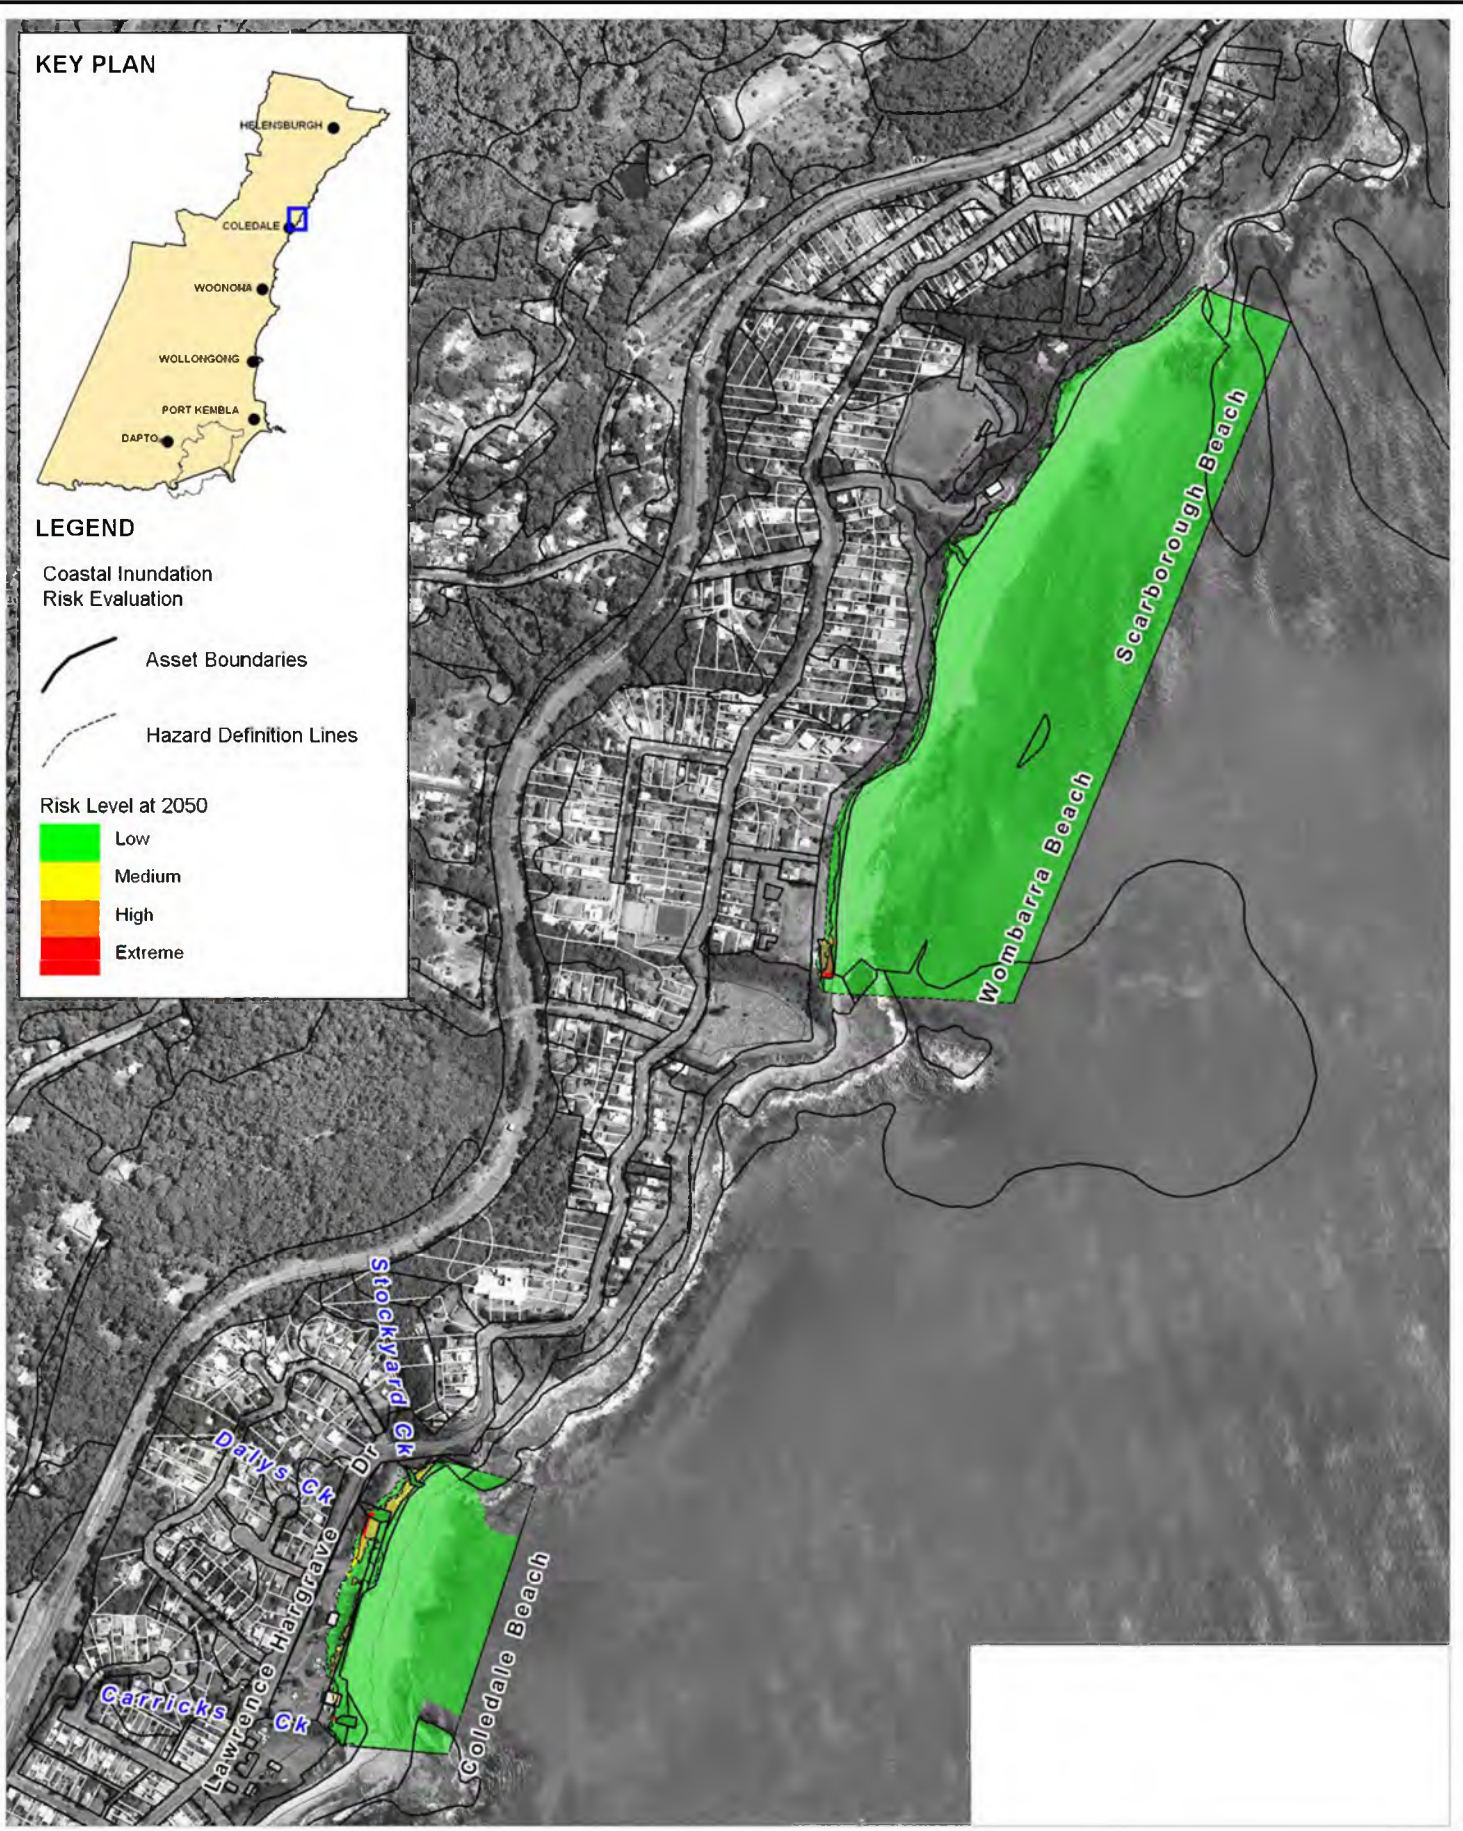 KEY PLAN
HELENSBURGH
COLEDALE
WOONONA
WOLLONGONG
PORT KEMBLA
DAPTO
LEGEND
Coastal Inundation
Risk Evaluation
Asset Boundaries
Hazard Definition Lines
Risk Level at 2050
Low
Medium
High
Extreme
Scarborough Beach
Wombarra Beach
Stockyard Ck
Dalys Ck
Lawrence Hargrave Dr
Carricks Ck
Coledale Beach